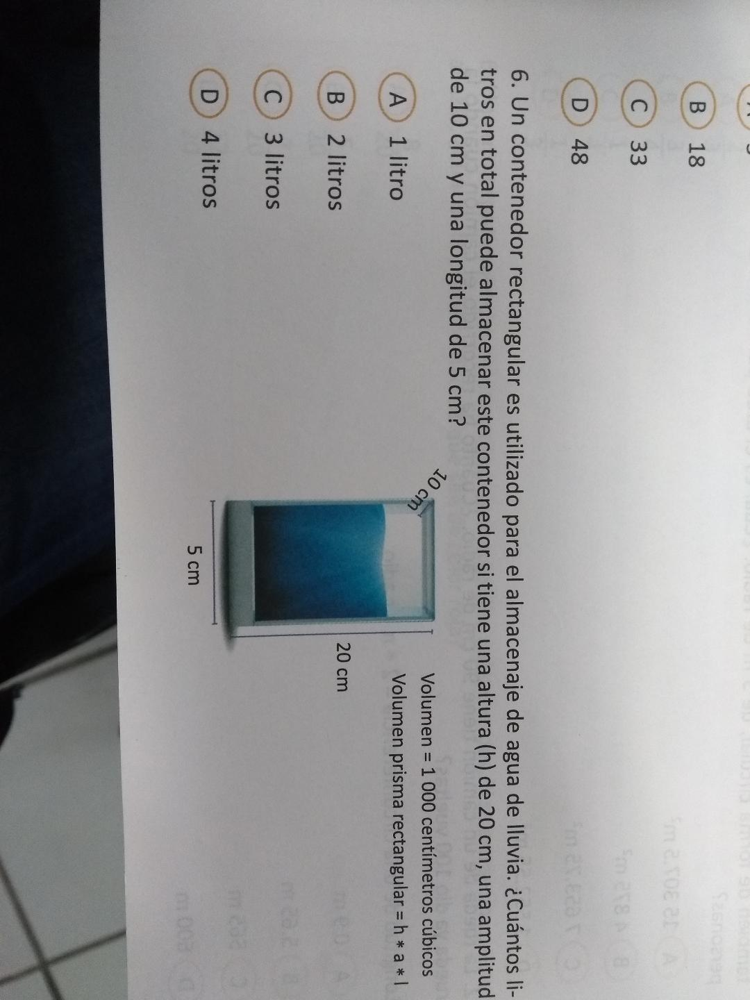 B 18
C 33
D 48
6. Un contenedor rectangular es utilizado para el almacenaje de agua de lluvia. ¿Cuántos li-
tros en total puede almacenar este contenedor si tiene una altura (h) de 20 cm, una amplitud
de 10 cm y una longitud de 5 cm?
A 1 litro
B 2 litros
C 3 litros
D 4 litros
10 cm
20 cm
5 cm
Volumen = 1 000 centímetros cúbicos
Volumen prisma rectangular = h * a * l